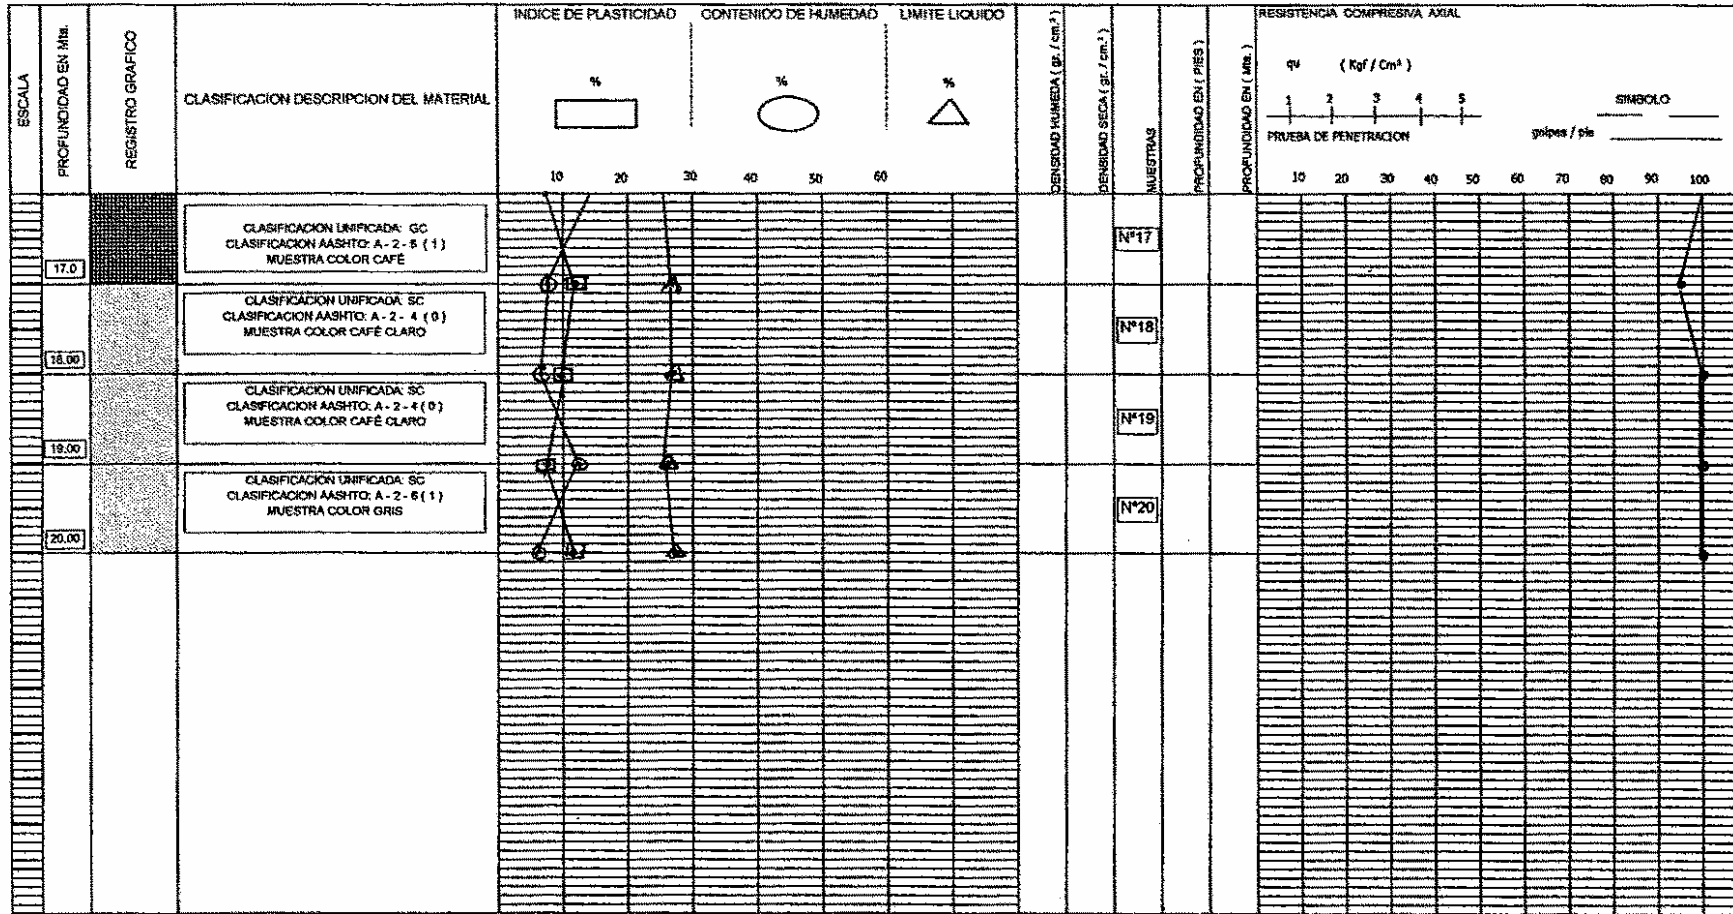 ESCALA
PROFUNDIDAD EN Mts.
REGISTRO GRAFICO
CLASIFICACION DESCRIPCION DEL MATERIAL
INDICE DE PLASTICIDAD CONTENIDO DE HUMEDAD LIMITE LIQUIDO
% % %
10 20 30 40 50 60
DENSIDAD HUMEDA ( gr. / cm.³ )
DENSIDAD SECA ( gr. / cm.³ )
MUESTRAS
PROFUNDIDAD EN ( PIES )
PROFUNDIDAD EN ( Mts. )
RESISTENCIA COMPRESIVA AXIAL
qu ( Kgf / Cm² )
1 2 3 4 5
SIMBOLO
PRUEBA DE PENETRACION golpes / pie
10 20 30 40 50 60 70 80 90 100
CLASIFICACION UNIFICADA: GC
CLASIFICACION AASHTO: A - 2 - 6 ( 1 )
MUESTRA COLOR CAFÉ
17.0
Nº17
CLASIFICACION UNIFICADA: SC
CLASIFICACION AASHTO: A - 2 - 4 ( 0 )
MUESTRA COLOR CAFÉ CLARO
18.00
Nº18
CLASIFICACION UNIFICADA: SC
CLASIFICACION AASHTO: A - 2 - 4 ( 0 )
MUESTRA COLOR CAFÉ CLARO
19.00
Nº19
CLASIFICACION UNIFICADA: SC
CLASIFICACION AASHTO: A - 2 - 6 ( 1 )
MUESTRA COLOR GRIS
20.00
Nº20